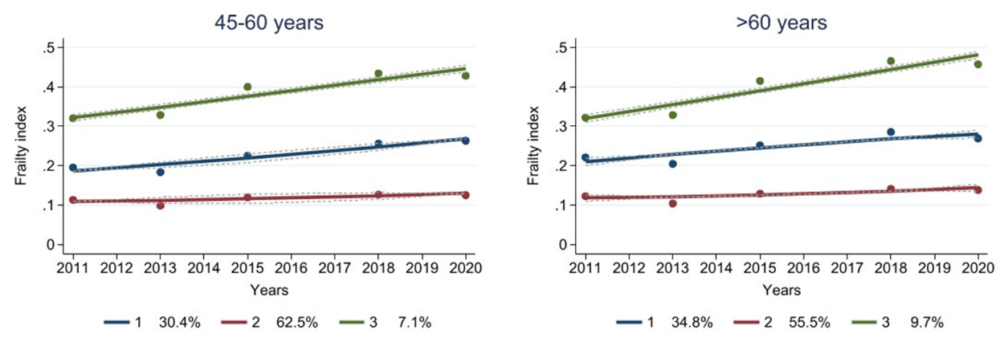 45-60 years
Frailty index
.5
.4
.3
.2
.1
0
2011 2012 2013 2014 2015 2016 2017 2018 2019 2020
Years
1 30.4% 2 62.5% 3 7.1%
>60 years
Frailty index
.5
.4
.3
.2
.1
0
2011 2012 2013 2014 2015 2016 2017 2018 2019 2020
Years
1 34.8% 2 55.5% 3 9.7%